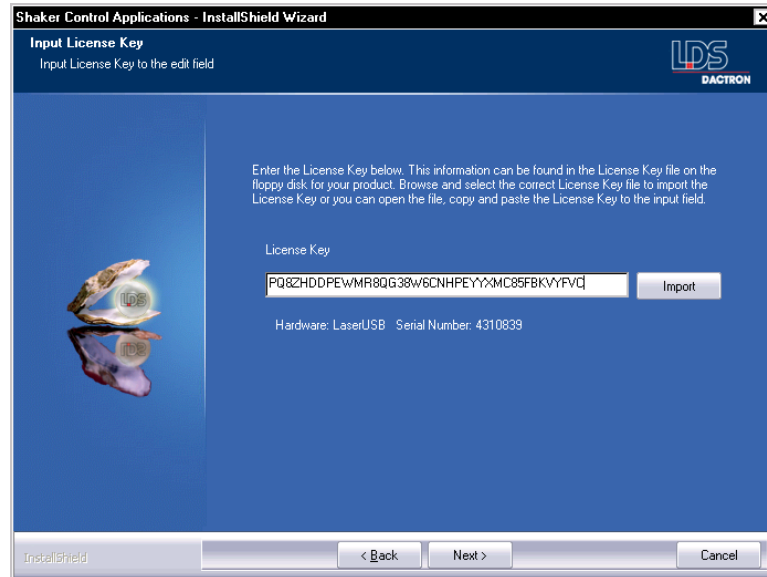 Shaker Control Applications - InstallShield Wizard
Input License Key
Input License Key to the edit field
LDS
DACTRON
Enter the License Key below. This information can be found in the License Key file on the
floppy disk for your product. Browse and select the correct License Key file to import the
License Key or you can open the file, copy and paste the License Key to the input field.
LDS
License Key
PQ8ZHDDPEWMR8QG38W6CNHPEYYXMC85FBKVYFVC
Import
Hardware: LaserUSB Serial Number: 4310839
InstallShield
< Back
Next >
Cancel